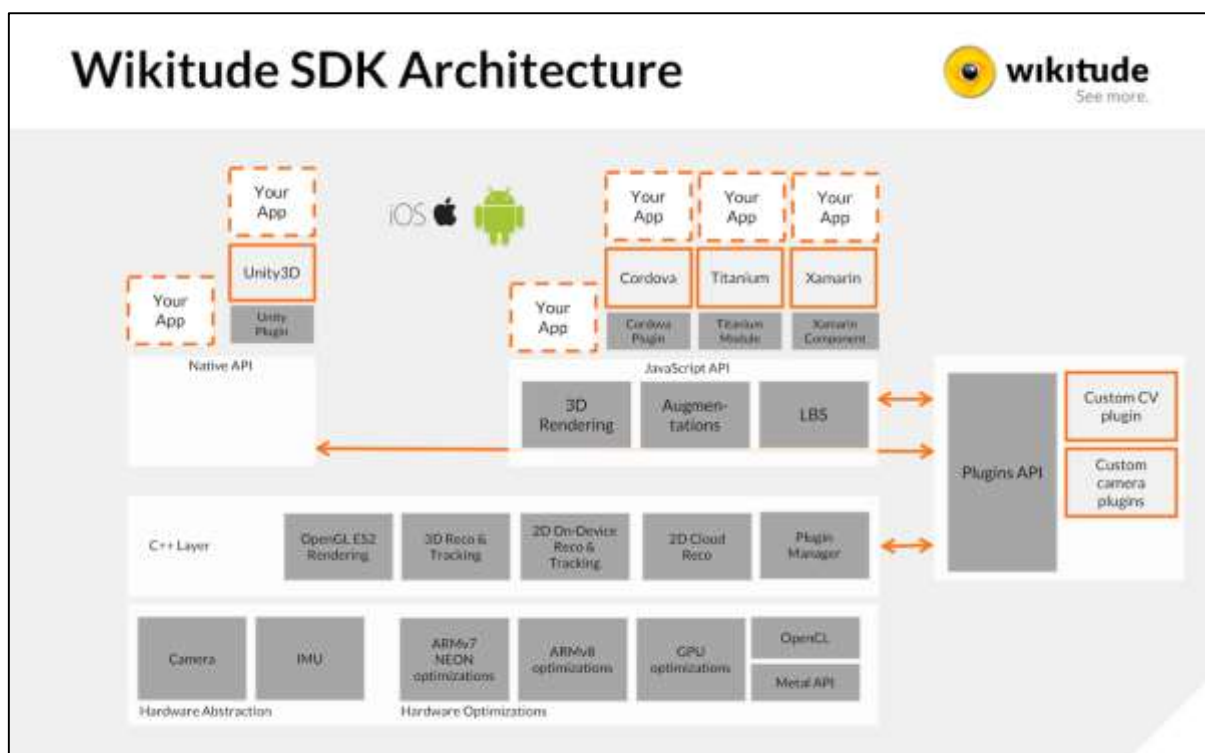 Wikitude SDK Architecture
wikitude
See more.
Your
App
Unity3D
Unity
Plugin
Your
App
Native API
iOS
Your
App
Your
App
Your
App
Cordova
Titanium
Xamarin
Your
App
Cordova
Plugin
Titanium
Module
Xamarin
Component
JavaScript API
3D
Rendering
Augmen-
tations
LBS
Plugins API
Custom CV
plugin
Custom
camera
plugins
C++ Layer
OpenGL ES2
Rendering
3D Reco &
Tracking
2D On-Device
Reco &
Tracking
2D Cloud
Reco
Plugin
Manager
Camera
IMU
ARMv7
NEON
optimizations
ARMv8
optimizations
GPU
optimizations
OpenCL
Metal API
Hardware Abstraction
Hardware Optimizations